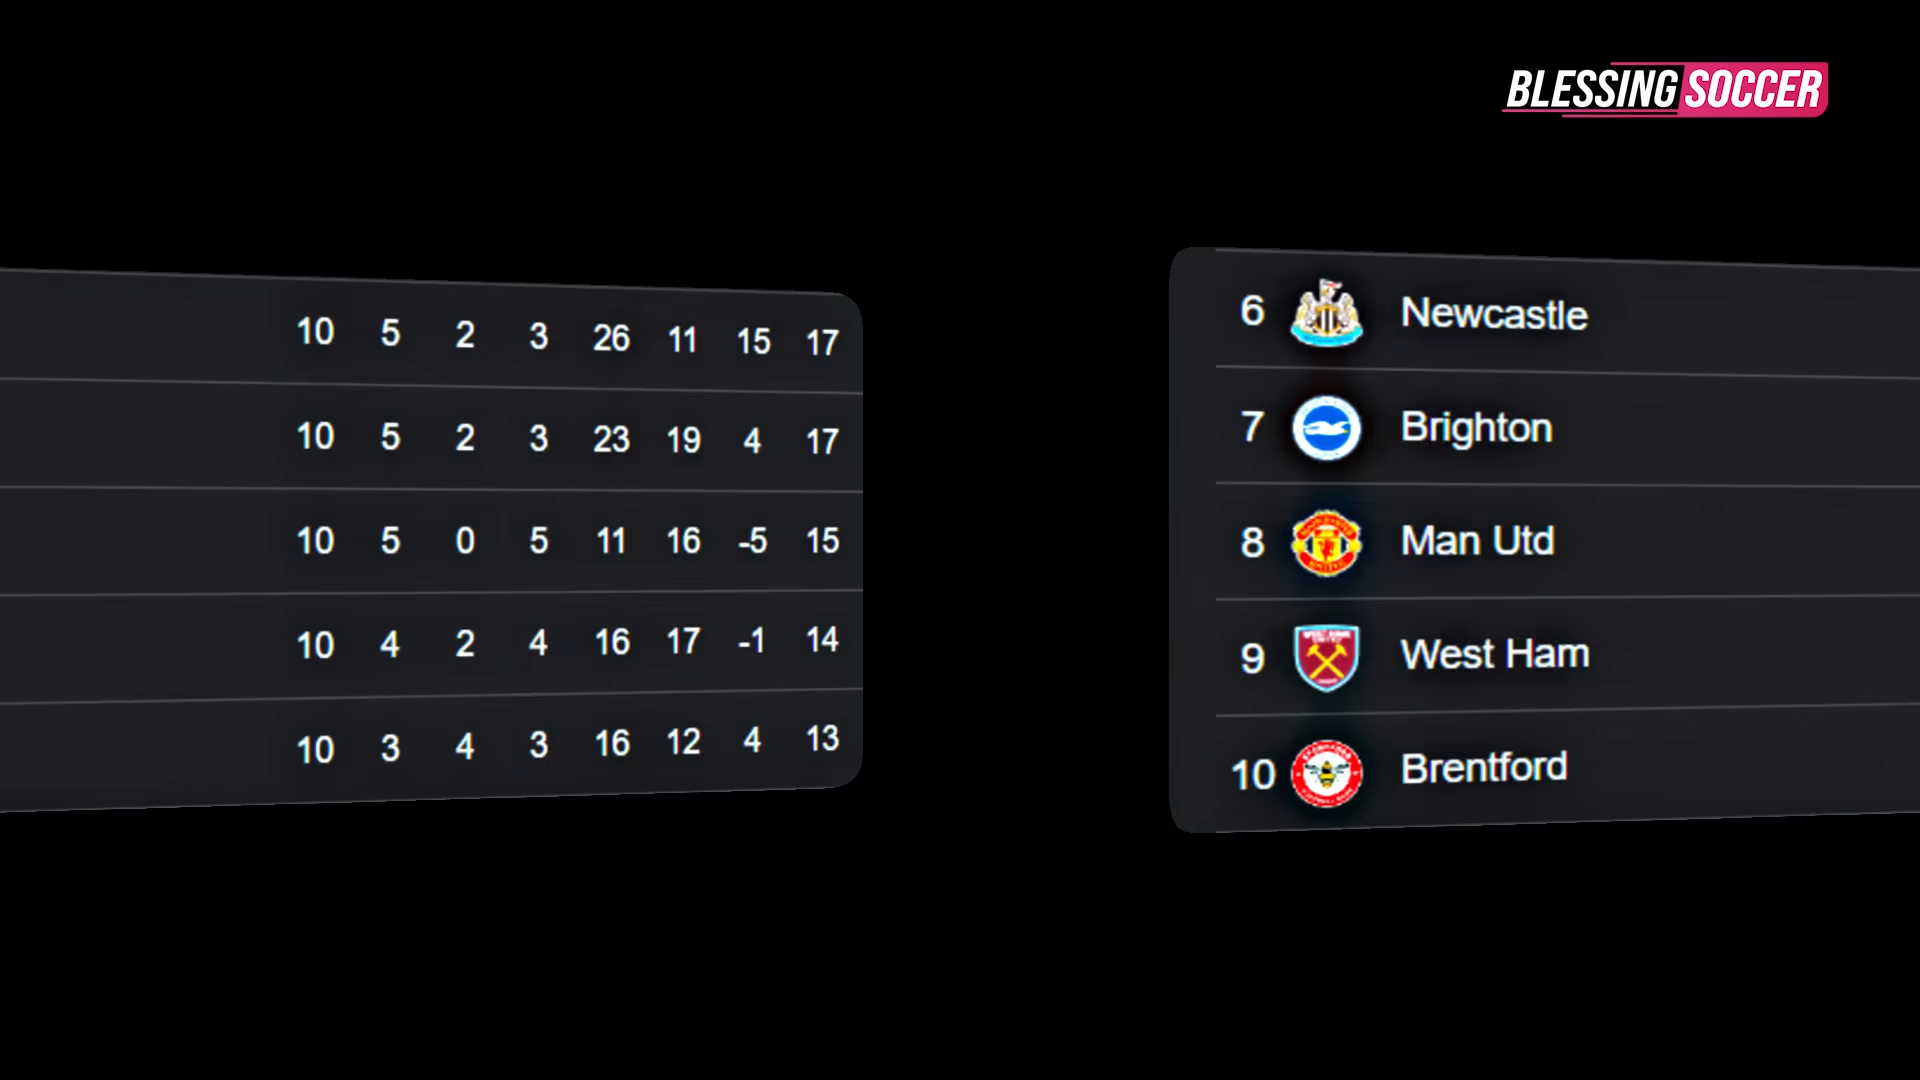 BLESSING SOCCER
10 5 2 3 26 11 15 17
10 5 2 3 23 19 4 17
10 5 0 5 11 16 -5 15
10 4 2 4 16 17 -1 14
10 3 4 3 16 12 4 13
6 Newcastle
7 Brighton
8 Man Utd
9 West Ham
10 Brentford